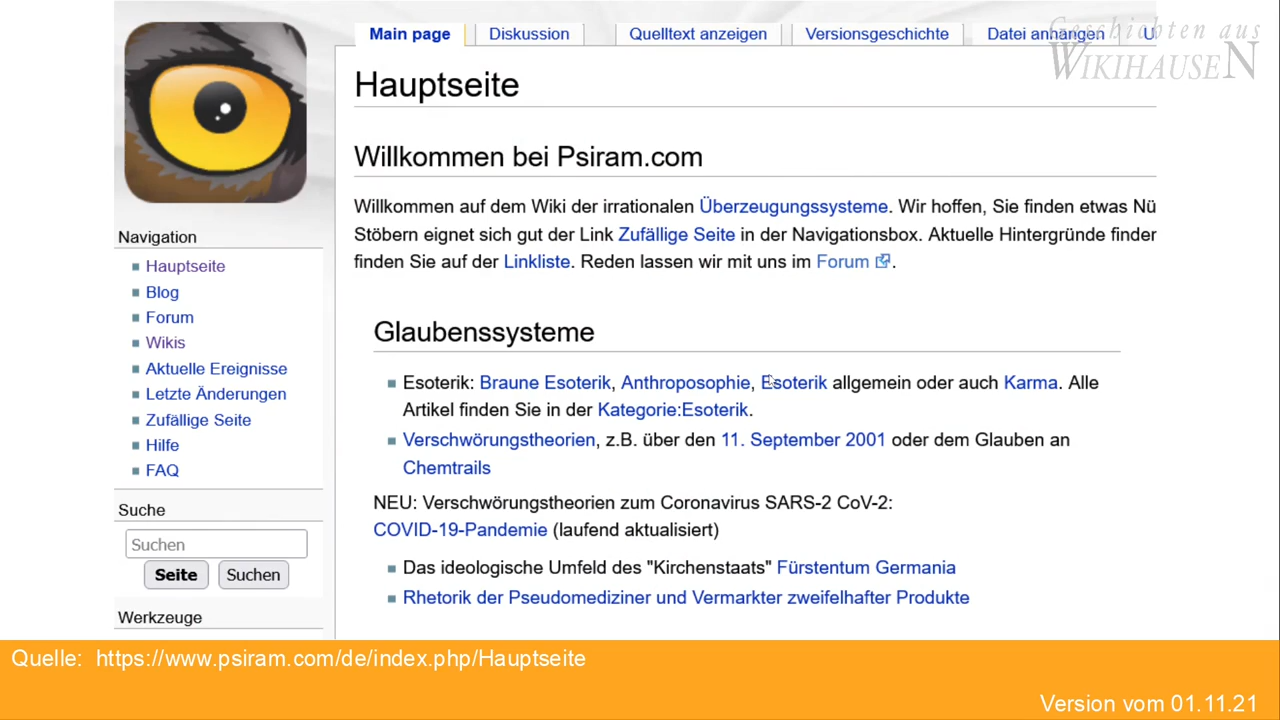 Geschichten aus
WIKIHAUSEN
Main page
Diskussion
Quelltext anzeigen
Versionsgeschichte
Datei anhängen
U
Hauptseite
Willkommen bei Psiram.com
Willkommen auf dem Wiki der irrationalen Überzeugungssysteme. Wir hoffen, Sie finden etwas Nü
Stöbern eignet sich gut der Link Zufällige Seite in der Navigationsbox. Aktuelle Hintergründe finder
finden Sie auf der Linkliste. Reden lassen wir mit uns im Forum.
Navigation
Hauptseite
Blog
Forum
Wikis
Aktuelle Ereignisse
Letzte Änderungen
Zufällige Seite
Hilfe
FAQ
Suche
Suchen
Seite
Suchen
Werkzeuge
Glaubenssysteme
Esoterik: Braune Esoterik, Anthroposophie, Esoterik allgemein oder auch Karma. Alle
Artikel finden Sie in der Kategorie:Esoterik.
Verschwörungstheorien, z.B. über den 11. September 2001 oder dem Glauben an
Chemtrails
NEU: Verschwörungstheorien zum Coronavirus SARS-2 CoV-2:
COVID-19-Pandemie (laufend aktualisiert)
Das ideologische Umfeld des "Kirchenstaats" Fürstentum Germania
Rhetorik der Pseudomediziner und Vermarkter zweifelhafter Produkte
Quelle: https://www.psiram.com/de/index.php/Hauptseite
Version vom 01.11.21